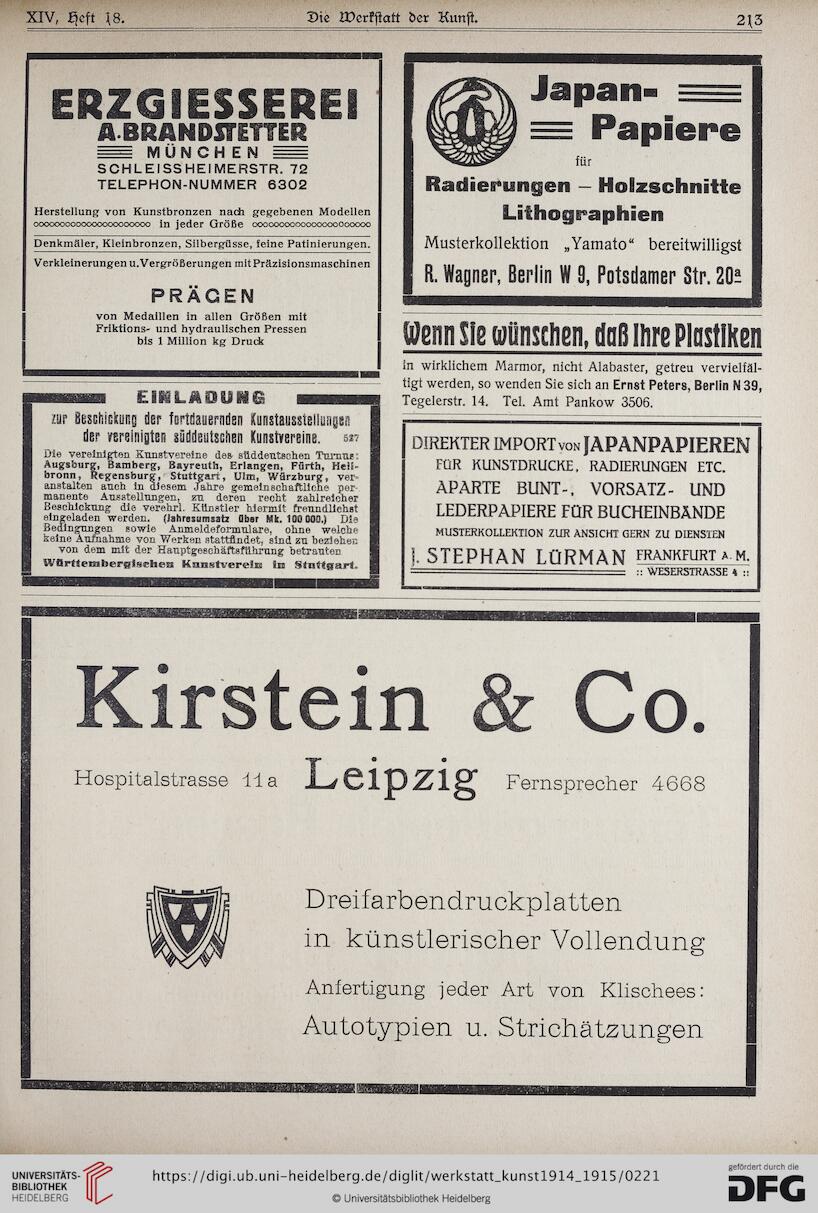 XIV, Heft 18.
Die Werkstatt der Kunst.
213
ERZGIESSEREI
A. BRANDSTETTER
MÜNCHEN
SCHLEISSHEIMERSTR. 72
TELEPHON-NUMMER 6302
Herstellung von Kunstbronzen nach gegebenen Modellen
in jeder Größe
Denkmäler, Kleinbronzen, Silbergüsse, feine Patinierungen.
Verkleinerungen u. Vergrößerungen mit Präzisionsmaschinen
PRÄGEN
von Medaillen in allen Größen mit
Friktions- und hydraulischen Pressen
bis 1 Million kg Druck
EINLADUNG
zur Beschickung der fortdauernden Kunstausstellungen
der vereinigten süddeutschen Kunstvereine. 527
Die vereinigten Kunstvereine des süddeutschen Turnus:
Augsburg, Bamberg, Bayreuth, Erlangen, Fürth, Heil-
bronn, Regensburg, Stuttgart, Ulm, Würzburg, ver-
anstalten auch in diesem Jahre gemeinschaftliche per-
manente Ausstellungen, zu deren recht zahlreicher
Beschickung die verehrl. Künstler hiermit freundlichst
eingeladen werden. (Jahresumsatz über Mk. 100 000.) Die
Bedingungen sowie Anmeldeformulare, ohne welche
keine Aufnahme von Werken stattfindet, sind zu beziehen
von dem mit der Hauptgeschäftsführung betrauten
Württembergischen Kunstverein in Stuttgart.
Japan-
Papiere
für
Radierungen – Holzschnitte
Lithographien
Musterkollektion „Yamato“ bereitwilligst
R. Wagner, Berlin W 9, Potsdamer Str. 20a
Wenn Sie wünschen, daß Ihre Plastiken
in wirklichem Marmor, nicht Alabaster, getreu vervielfäl-
tigt werden, so wenden Sie sich an Ernst Peters, Berlin N 39,
Tegelerstr. 14. Tel. Amt Pankow 3506.
DIREKTER IMPORT VON JAPANPAPIEREN
FÜR KUNSTDRUCKE, RADIERUNGEN ETC.
APARTE BUNT-, VORSATZ- UND
LEDERPAPIERE FÜR BUCHEINBÄNDE
MUSTERKOLLEKTION ZUR ANSICHT GERN ZU DIENSTEN
J. STEPHAN LÜRMAN FRANKFURT A. M.
:: WESERSTRASSE 4 ::
Kirstein & Co.
Hospitalstrasse 11a Leipzig Fernsprecher 4668
Dreifarbendruckplatten
in künstlerischer Vollendung
Anfertigung jeder Art von Klischees:
Autotypien u. Strichätzungen
UNIVERSITÄTS-
BIBLIOTHEK
HEIDELBERG
https://digi.ub.uni-heidelberg.de/diglit/werkstatt_kunst1914_1915/0221
© Universitätsbibliothek Heidelberg
gefördert durch die
DFG